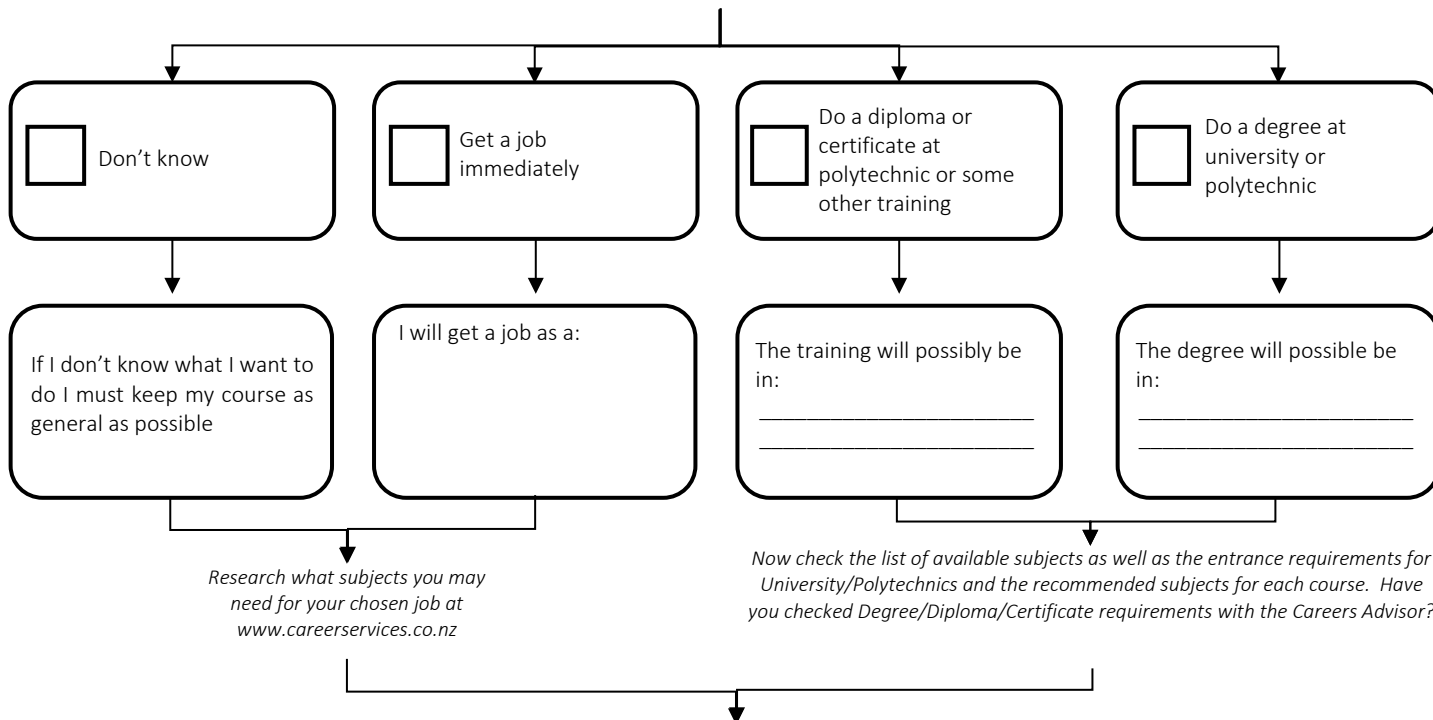 Don’t know
Get a job
immediately
Do a diploma or
certificate at
polytechnic or some
other training
Do a degree at
university or
polytechnic
If I don’t know what I want to
do I must keep my course as
general as possible
I will get a job as a:
The training will possibly be
in:
The degree will possible be
in:
Research what subjects you may
need for your chosen job at
www.careerservices.co.nz
Now check the list of available subjects as well as the entrance requirements for
University/Polytechnics and the recommended subjects for each course.  Have
you checked Degree/Diploma/Certificate requirements with the Careers Advisor?